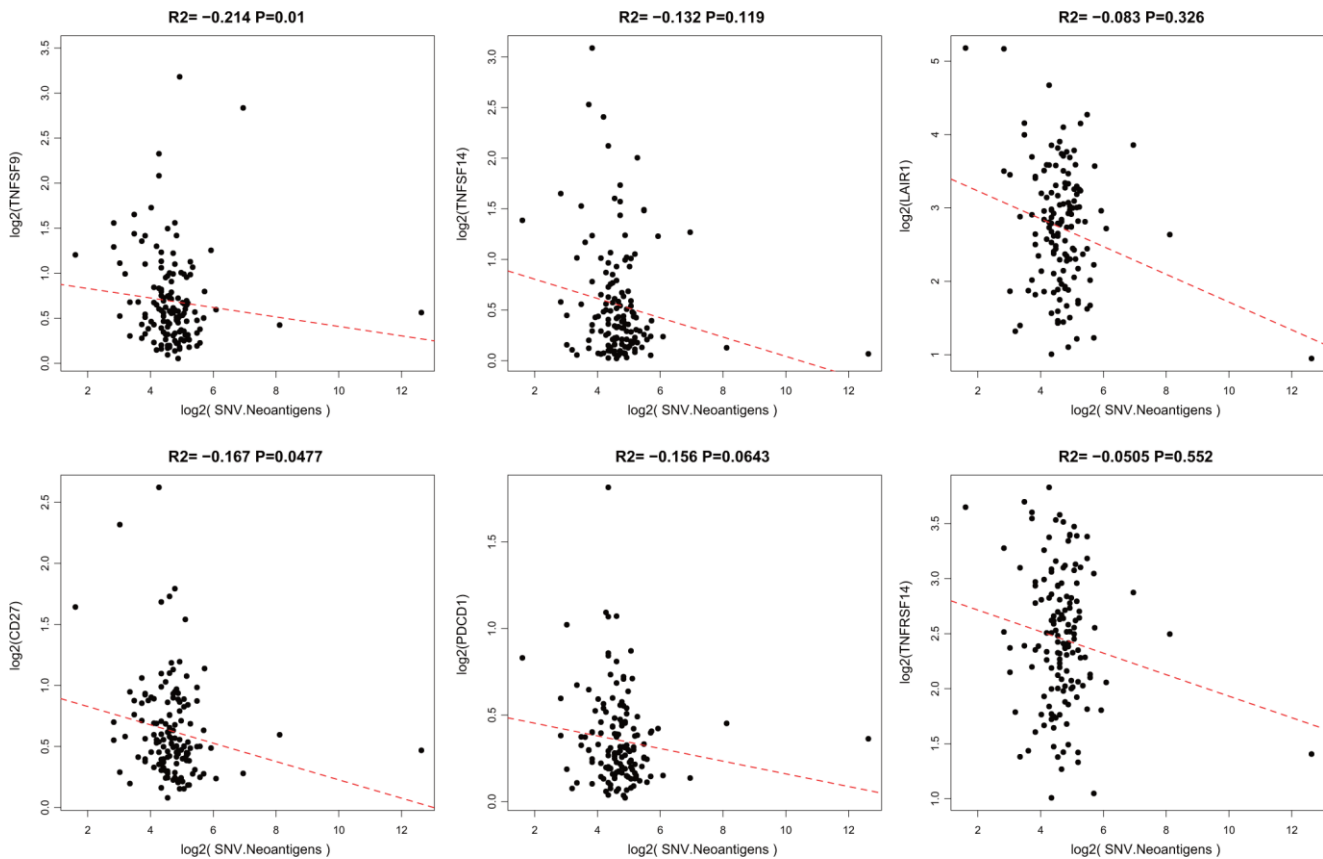 R2= −0.214 P=0.01
R2= −0.132 P=0.119
R2= −0.083 P=0.326
log2(TNFSF9)
0.0 0.5 1.0 1.5 2.0 2.5 3.0 3.5
2 4 6 8 10 12
log2( SNV.Neoantigens )
log2(TNFSF14)
0.0 0.5 1.0 1.5 2.0 2.5 3.0
2 4 6 8 10 12
log2( SNV.Neoantigens )
log2(LAIR1)
1 2 3 4 5
2 4 6 8 10 12
log2( SNV.Neoantigens )
R2= −0.167 P=0.0477
R2= −0.156 P=0.0643
R2= −0.0505 P=0.552
log2(CD27)
0.0 0.5 1.0 1.5 2.0 2.5
2 4 6 8 10 12
log2( SNV.Neoantigens )
log2(PDCD1)
0.0 0.5 1.0 1.5
2 4 6 8 10 12
log2( SNV.Neoantigens )
log2(TNFRSF14)
1.0 1.5 2.0 2.5 3.0 3.5
2 4 6 8 10 12
log2( SNV.Neoantigens )